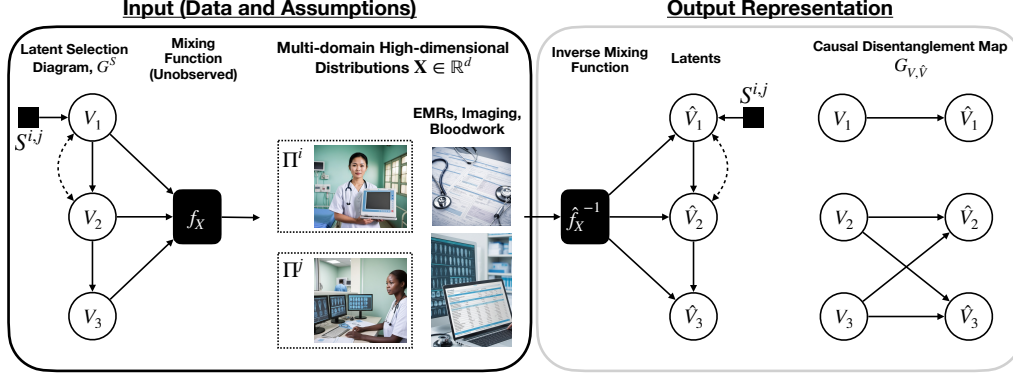 Input (Data and Assumptions)
Latent Selection
Diagram, G^S
Mixing
Function
(Unobserved)
Multi-domain High-dimensional
Distributions X ∈ ℝ^d
EMRs, Imaging,
Bloodwork
S^{i,j}
V_1
V_2
V_3
f_X
Π^i
Π^j
Output Representation
Inverse Mixing
Function
Latents
Causal Disentanglement Map
G_{V,V̂}
f̂_X^{-1}
S^{i,j}
V̂_1
V̂_2
V̂_3
V_1
V̂_1
V_2
V̂_2
V_3
V̂_3